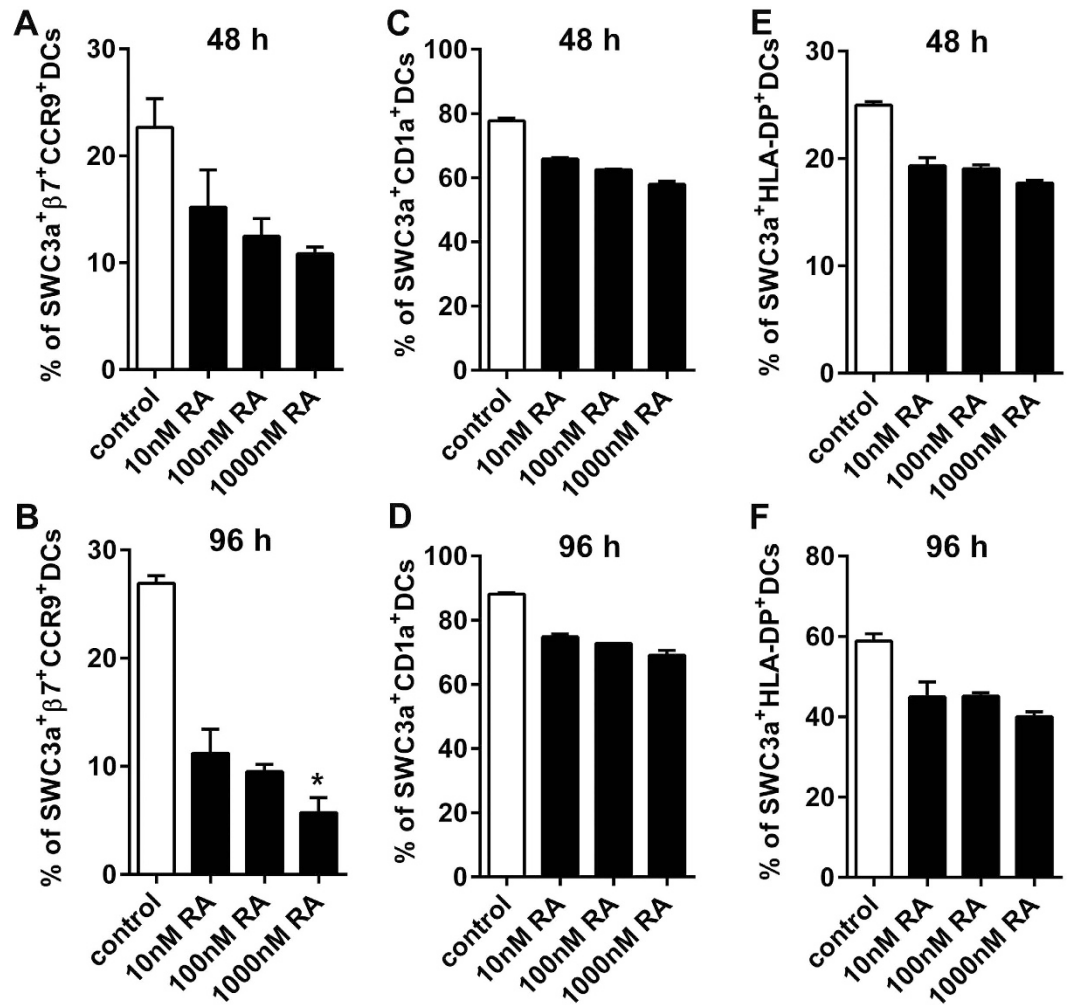 A
48 h
% of SWC3a⁺β7⁺CCR9⁺DCs
30
20
10
0
control
10nM RA
100nM RA
1000nM RA
C
48 h
% of SWC3a⁺CD1a⁺DCs
100
80
60
40
20
0
control
10nM RA
100nM RA
1000nM RA
E
48 h
% of SWC3a⁺HLA-DP⁺DCs
30
20
10
0
control
10nM RA
100nM RA
1000nM RA
B
96 h
% of SWC3a⁺β7⁺CCR9⁺DCs
30
20
10
0
*
control
10nM RA
100nM RA
1000nM RA
D
96 h
% of SWC3a⁺CD1a⁺DCs
100
80
60
40
20
0
control
10nM RA
100nM RA
1000nM RA
F
96 h
% of SWC3a⁺HLA-DP⁺DCs
80
60
40
20
0
control
10nM RA
100nM RA
1000nM RA